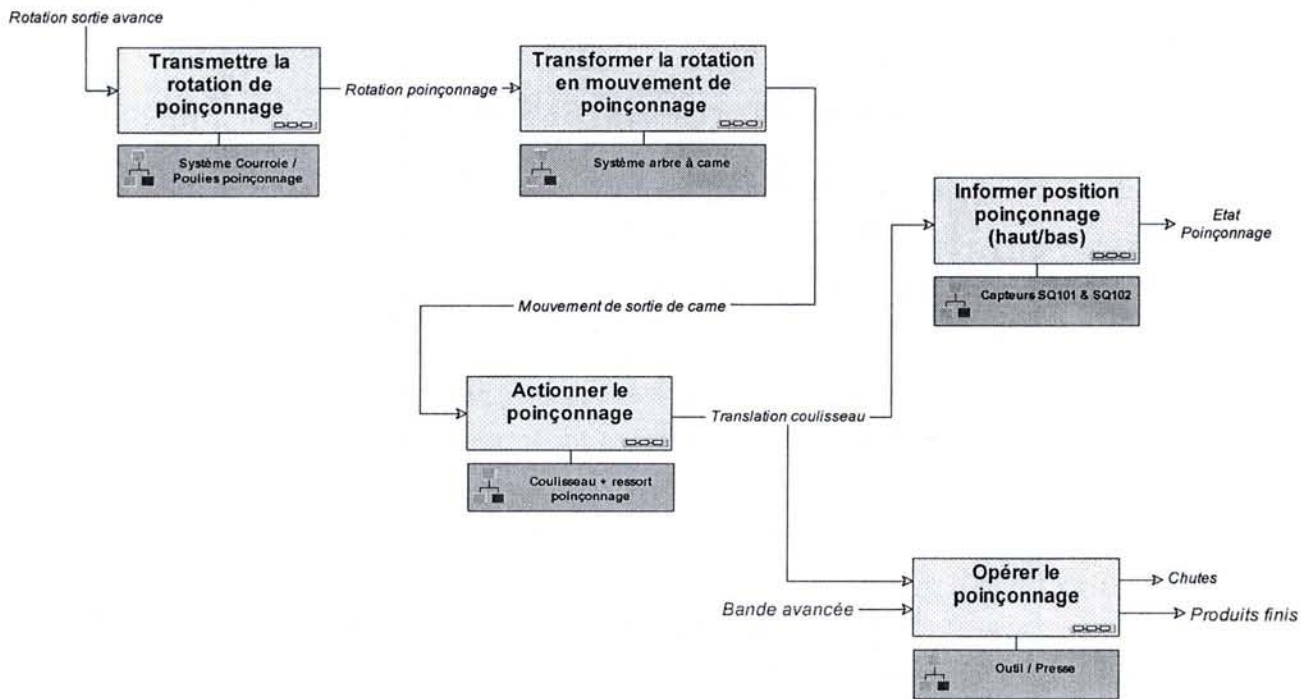 Rotation sortie avance
Transmettre la
rotation de
poinçonnage
Système Courroie /
Poulies poinçonnage
Rotation poinçonnage
Transformer la rotation
en mouvement de
poinçonnage
Système arbre à came
Informer position
poinçonnage
(haut/bas)
Capteurs SQ101 & SQ102
Etat
Poinçonnage
Mouvement de sortie de came
Actionner le
poinçonnage
Coulisseau + ressort
poinçonnage
Translation coulisseau
Bande avancée
Opérer le
poinçonnage
Outil / Presse
Chutes
Produits finis